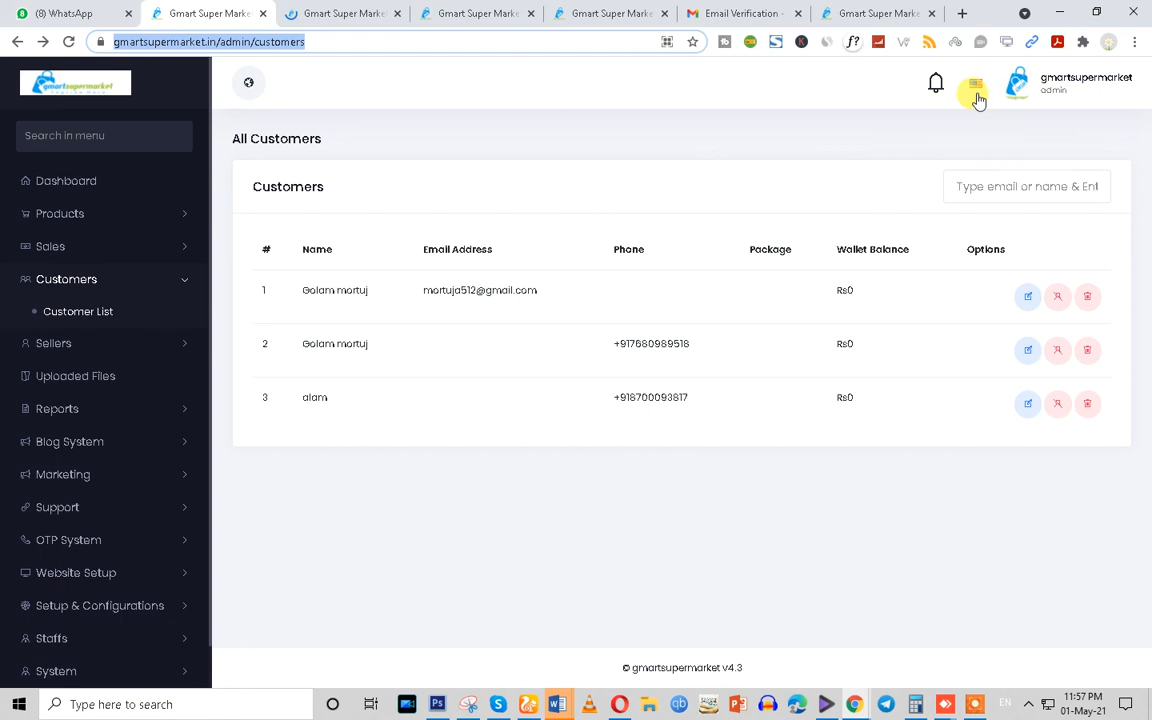 (8) WhatsApp
Gmart Super Marke
Gmart Super Marke
Gmart Super Marke
Gmart Super Marke
Email Verification -
Gmart Super Marke
gmartsupermarket.in/admin/customers
gmartsupermarket
gmartsupermarket
admin
Search in menu
Dashboard
Products
Sales
Customers
Customer List
Sellers
Uploaded Files
Reports
Blog System
Marketing
Support
OTP System
Website Setup
Setup & Configurations
Staffs
System
All Customers
Customers
Type email or name & Ent
# Name Email Address Phone Package Wallet Balance Options
1 Golam mortuj mortuja512@gmail.com Rs0
2 Golam mortuj +917680989518 Rs0
3 alam +918700093817 Rs0
© gmartsupermarket v4.3
Type here to search
EN
11:57 PM
01-May-21